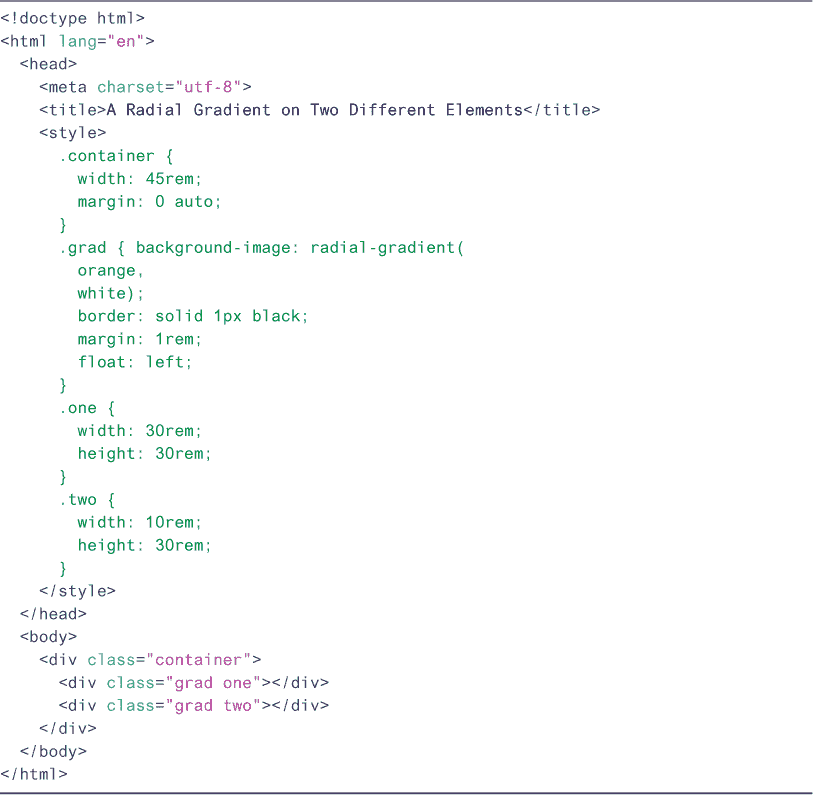 <!doctype html>
<html lang="en">
  <head>
    <meta charset="utf-8">
    <title>A Radial Gradient on Two Different Elements</title>
    <style>
      .container {
        width: 45rem;
        margin: 0 auto;
      }
      .grad { background-image: radial-gradient(
        orange,
        white);
        border: solid 1px black;
        margin: 1rem;
        float: left;
      }
      .one {
        width: 30rem;
        height: 30rem;
      }
      .two {
        width: 10rem;
        height: 30rem;
      }
    </style>
  </head>
  <body>
    <div class="container">
      <div class="grad one"></div>
      <div class="grad two"></div>
    </div>
  </body>
</html>